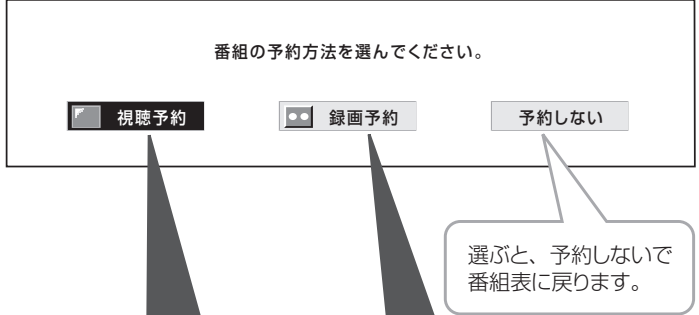 番組の予約方法を選んでください。
視聴予約 録画予約 予約しない
選ぶと、予約しないで
番組表に戻ります。